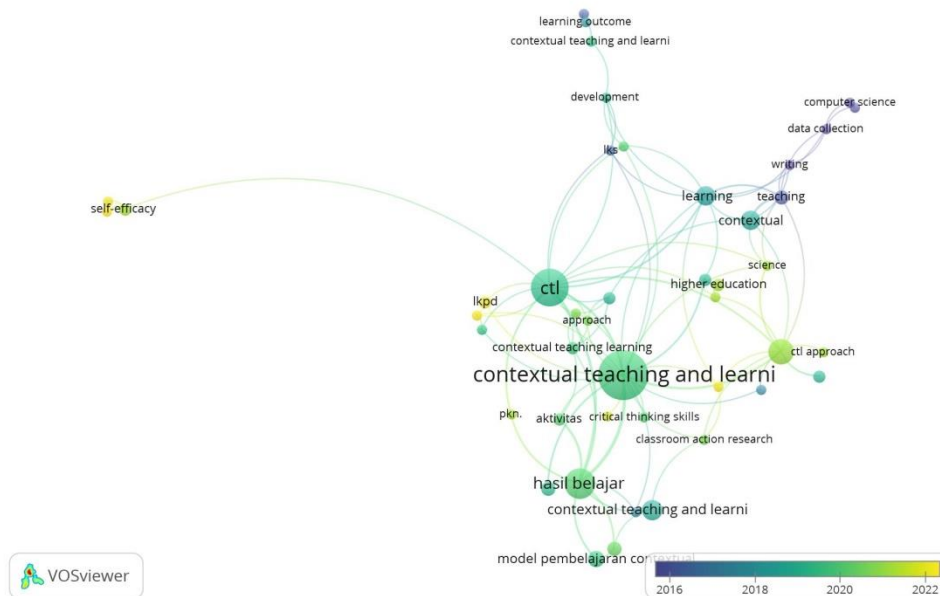 learning outcome
contextual teaching and learni
development
computer science
data collection
lks
writing
learning
teaching
self-efficacy
contextual
science
ctl
higher education
lkpd
approach
contextual teaching learning
ctl approach
contextual teaching and learni
pkn.
aktivitas
critical thinking skills
classroom action research
hasil belajar
contextual teaching and learni
model pembelajaran contextual
VOSviewer
2016 2018 2020 2022